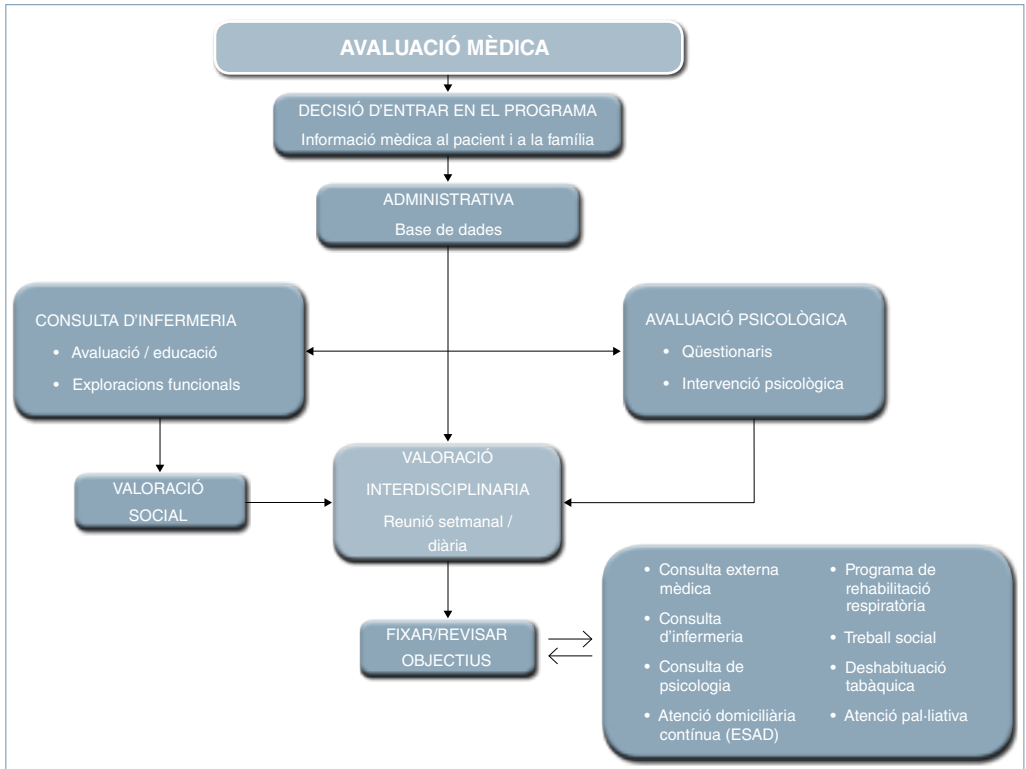 AVALUACIÓ MÈDICA
DECISIÓ D'ENTRAR EN EL PROGRAMA
Informació mèdica al pacient i a la família
ADMINISTRATIVA
Base de dades
CONSULTA D'INFERMERIA
• Avaluació / educació
• Exploracions funcionals
AVALUACIÓ PSICOLÒGICA
• Qüestionaris
• Intervenció psicològica
VALORACIÓ
SOCIAL
VALORACIÓ
INTERDISCIPLINARIA
Reunió setmanal /
diària
FIXAR/REVISAR
OBJECTIUS
• Consulta externa
mèdica
• Consulta
d'infermeria
• Consulta de
psicologia
• Atenció domiciliària
contínua (ESAD)
• Programa de
rehabilitació
respiratòria
• Treball social
• Deshabituació
tabàquica
• Atenció pal·liativa